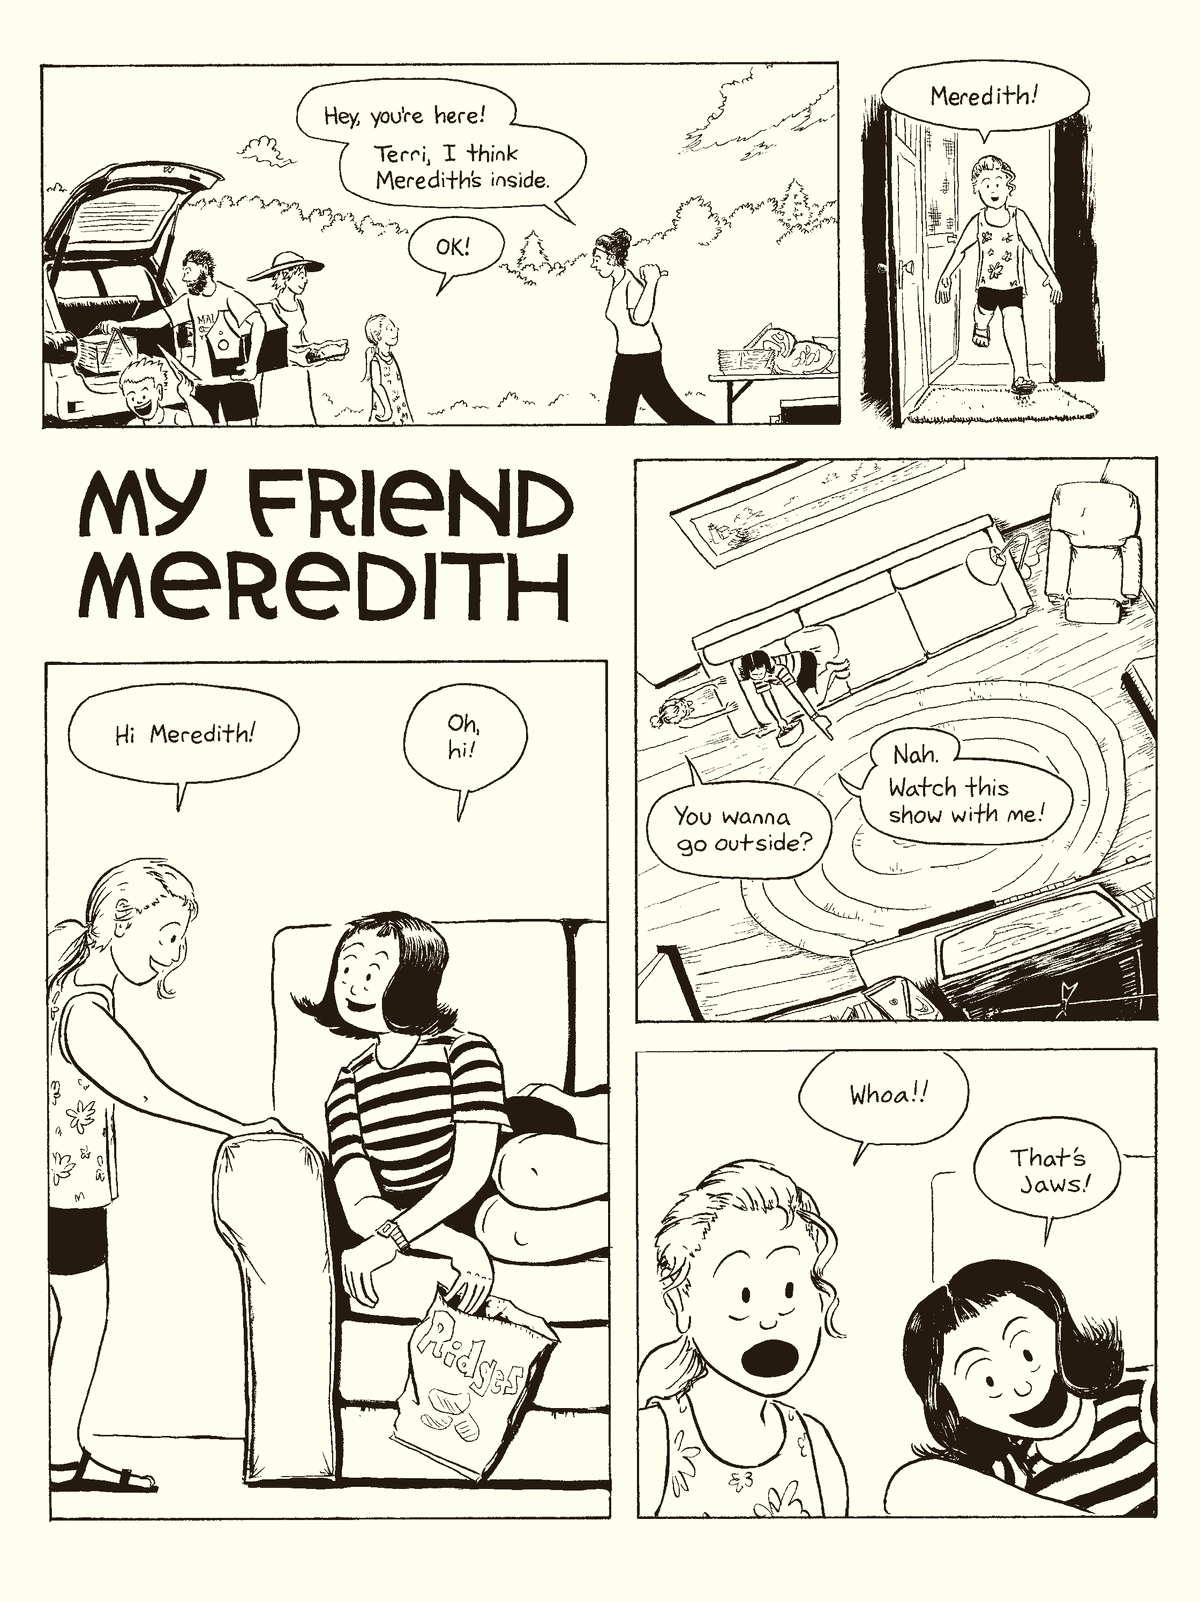 Hey, you're here!
Terri, I think
Meredith's inside.
OK!
MAI
Meredith!
MY FRIEND
MEREDITH
Hi Meredith!
Oh,
hi!
Ridges
You wanna
go outside?
Nah.
Watch this
show with me!
Whoa!!
That's
Jaws!